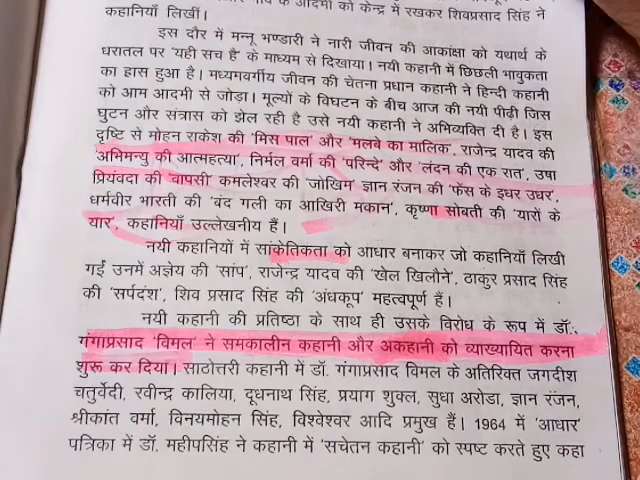 के आदमी को केन्द्र में रखकर शिवप्रसाद सिंह ने
कहानियाँ लिखीं।
इस दौर में मन्नू भण्डारी ने नारी जीवन की आकांक्षा को यथार्थ के
धरातल पर 'यही सच है' के माध्यम से दिखाया। नयी कहानी में छिछली भावुकता
का ह्रास हुआ है। मध्यमवर्गीय जीवन की चेतना प्रधान कहानी ने हिन्दी कहानी
को आम आदमी से जोड़ा। मूल्यों के विघटन के बीच आज की नयी पीढ़ी जिस
घुटन और संत्रास को झेल रही है उसे नयी कहानी ने अभिव्यक्ति दी है। इस
दृष्टि से मोहन राकेश की 'मिस पाल' और 'मलबे का मालिक', राजेन्द्र यादव की
'अभिमन्यु की आत्महत्या', निर्मल वर्मा की 'परिन्दे' और 'लंदन की एक रात', उषा
प्रियंवदा की 'वापसी' कमलेश्वर की 'जोखिम' ज्ञान रंजन की 'फेंस के इधर उधर',
धर्मवीर भारती की 'बंद गली का आखिरी मकान', कृष्णा सोबती की 'यारों के
यार', कहानियाँ उल्लेखनीय हैं।
नयी कहानियों में सांकेतिकता को आधार बनाकर जो कहानियाँ लिखी
गईं उनमें अज्ञेय की 'सांप', राजेन्द्र यादव की 'खेल खिलौने', ठाकुर प्रसाद सिंह
की 'सर्पदंश', शिव प्रसाद सिंह की 'अंधकूप' महत्वपूर्ण हैं।
नयी कहानी की प्रतिष्ठा के साथ ही उसके विरोध के रूप में डॉ.
गंगाप्रसाद 'विमल' ने समकालीन कहानी और अकहानी को व्याख्यायित करना
शुरू कर दिया। साठोत्तरी कहानी में डॉ. गंगाप्रसाद विमल के अतिरिक्त जगदीश
चतुर्वेदी, रवीन्द्र कालिया, दूधनाथ सिंह, प्रयाग शुक्ल, सुधा अरोडा, ज्ञान रंजन,
श्रीकांत वर्मा, विनयमोहन सिंह, विश्वेश्वर आदि प्रमुख हैं। 1964 में 'आधार'
पत्रिका में डॉ. महीपसिंह ने कहानी में 'सचेतन कहानी' को स्पष्ट करते हुए कहा